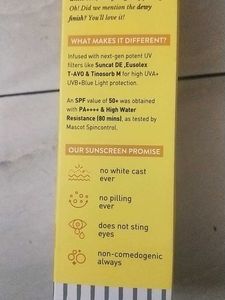 Oh! Did we mention the dewy
finish? You'll love it!
WHAT MAKES IT DIFFERENT?
Infused with next-gen potent UV
filters like Suncat DE ,Eusolex
T-AVO & Tinosorb M for high UVA+
UVB+Blue Light protection.
An SPF value of 50+ was obtained
with PA++++ & High Water
Resistance (80 mins), as tested by
Mascot Spincontrol.
OUR SUNSCREEN PROMISE
no white cast
ever
no pilling
ever
does not sting
eyes
non-comedogenic
always